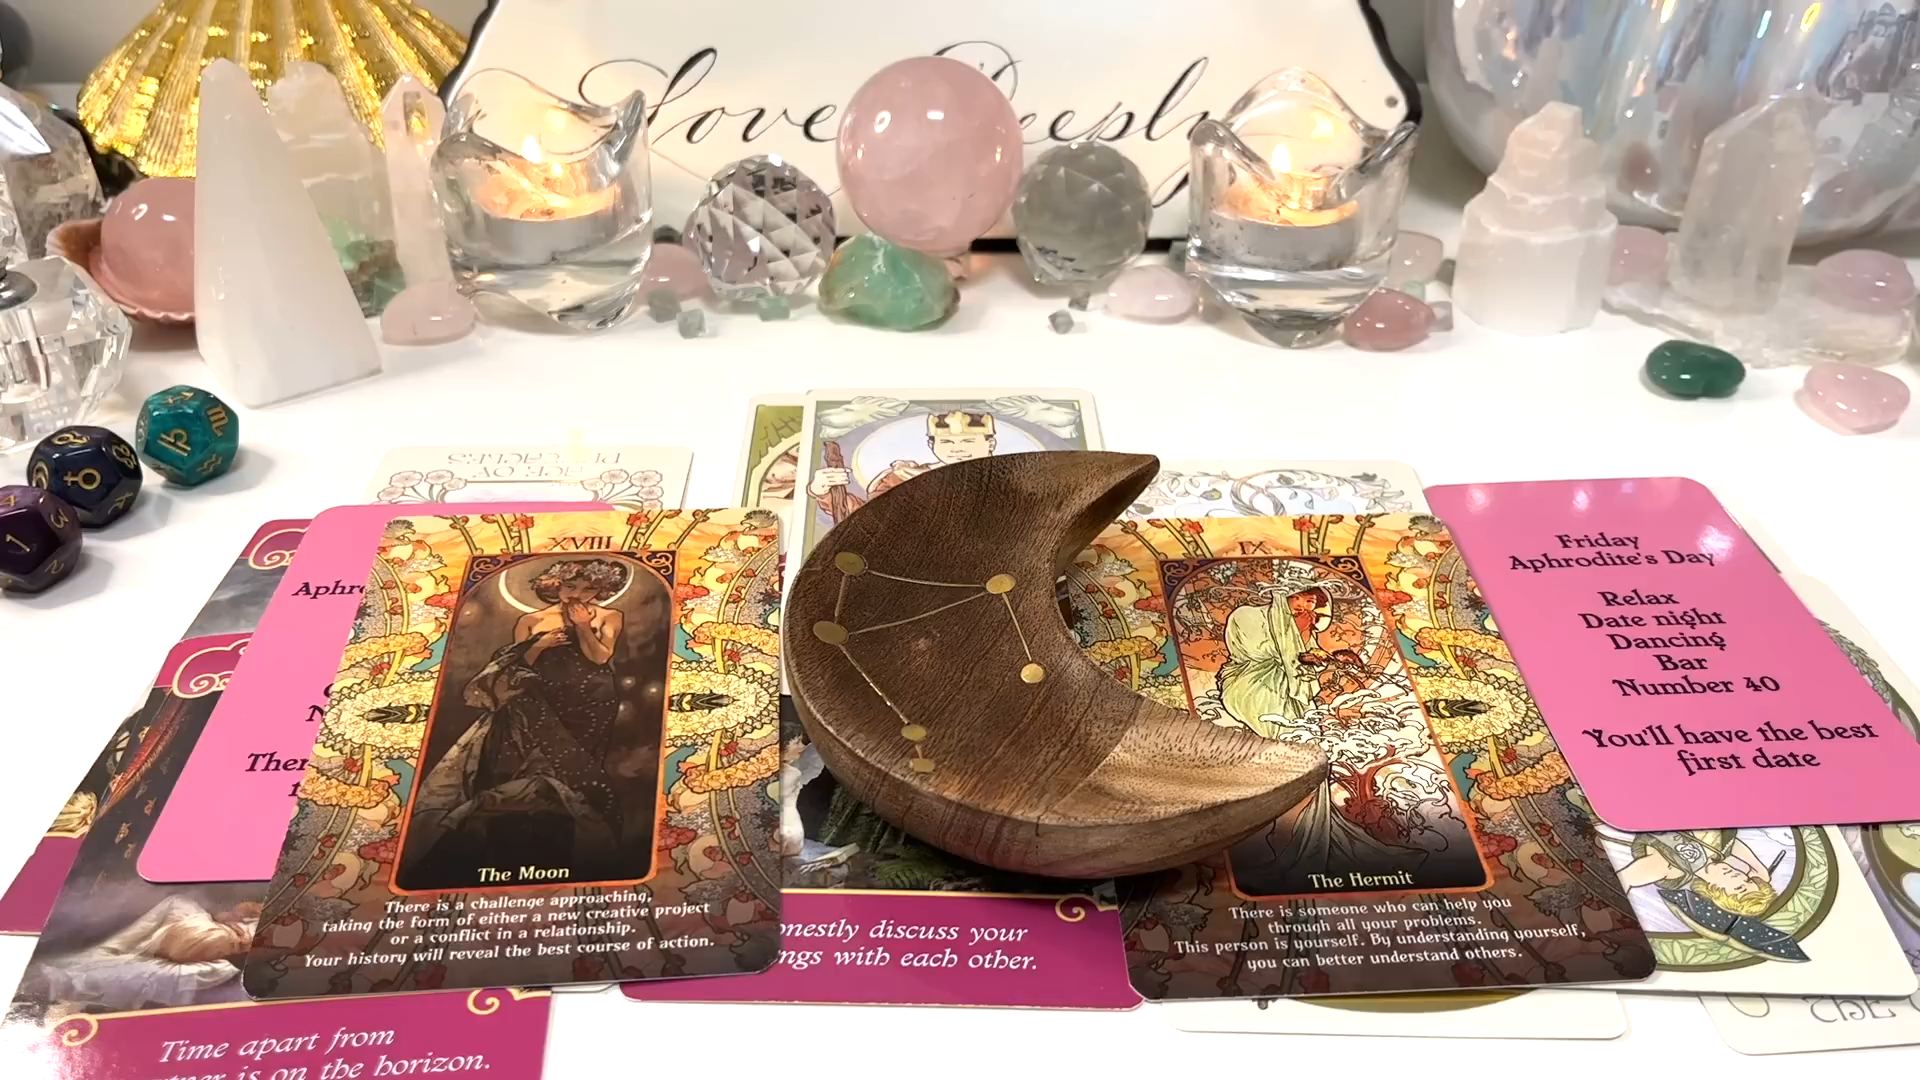 Love Deeply
ACE OF
PENTACLES
XVIII
The Moon
There is a challenge approaching,
taking the form of either a new creative project
or a conflict in a relationship.
Your history will reveal the best course of action.
IX
The Hermit
There is someone who can help you
through all your problems.
This person is yourself. By understanding yourself,
you can better understand others.
Friday
Aphrodite's Day
Relax
Date night
Dancing
Bar
Number 40
You'll have the best
first date
discuss your
with each other.
Time apart from
is on the horizon.
THE